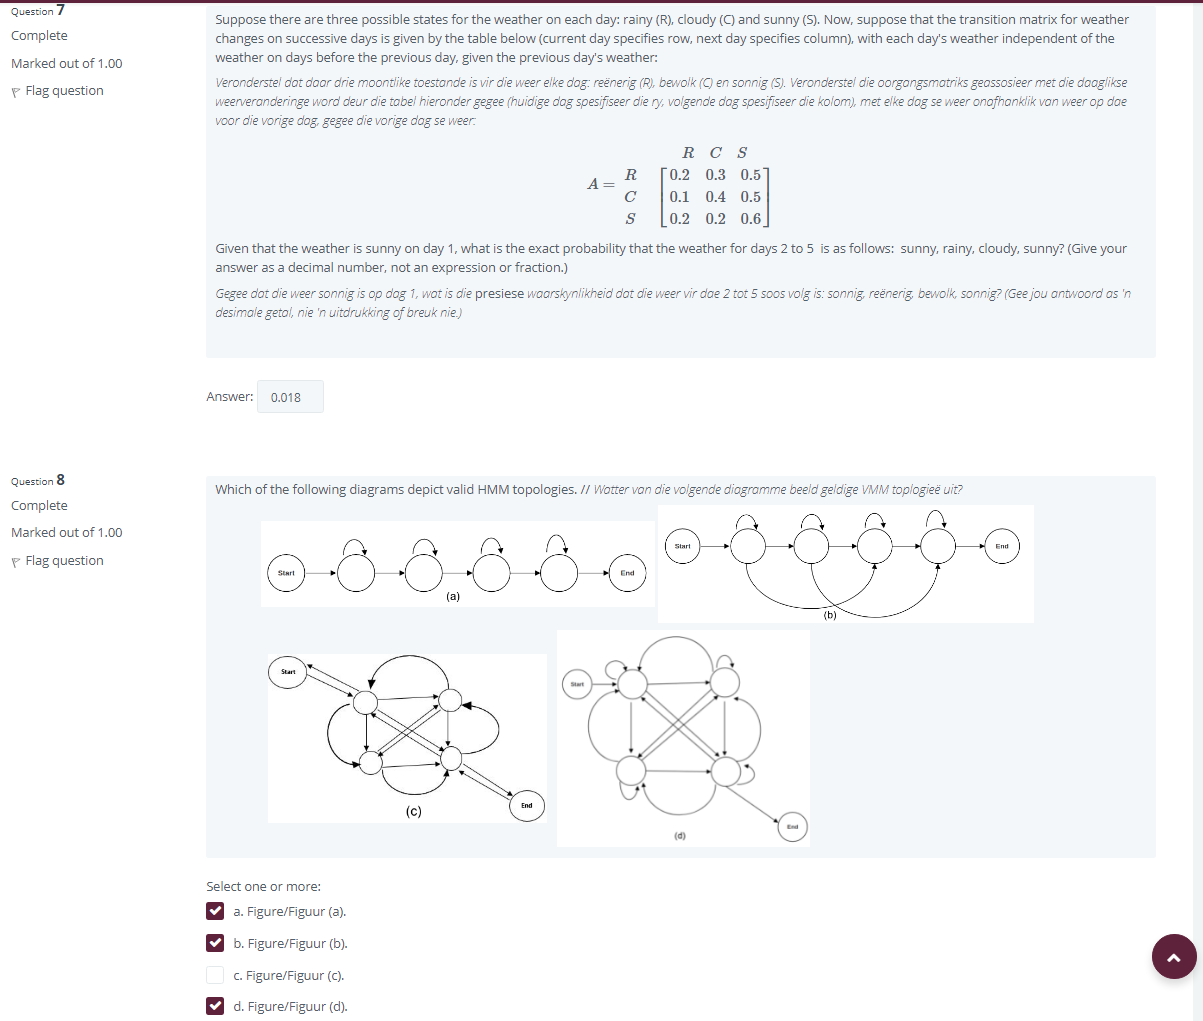 Question 7
Complete
Marked out of 1.00
Flag question
Suppose there are three possible states for the weather on each day: rainy (R), cloudy (C) and sunny (S). Now, suppose that the transition matrix for weather
changes on successive days is given by the table below (current day specifies row, next day specifies column), with each day's weather independent of the
weather on days before the previous day, given the previous day's weather:
Veronderstel dat daar drie moontlike toestande is vir die weer elke dag: reënerig (R), bewolk (C) en sonnig (S). Veronderstel die oorgangsmatriks geassosieer met die daaglikse
weerveranderinge word deur die tabel hieronder gegee (huidige dag spesifiseer die ry, volgende dag spesifiseer die kolom), met elke dag se weer onafhanklik van weer op dae
voor die vorige dag, gegee die vorige dag se weer:
R C S
A = R [0.2 0.3 0.5]
C 0.1 0.4 0.5
S 0.2 0.2 0.6
Given that the weather is sunny on day 1, what is the exact probability that the weather for days 2 to 5 is as follows: sunny, rainy, cloudy, sunny? (Give your
answer as a decimal number, not an expression or fraction.)
Gegee dat die weer sonnig is op dag 1, wat is die presiese waarskynlikheid dat die weer vir dae 2 tot 5 soos volg is: sonnig, reënerig, bewolk, sonnig? (Gee jou antwoord as 'n
desimale getal, nie 'n uitdrukking of breuk nie.)
Answer: 0.018
Question 8
Complete
Marked out of 1.00
Flag question
Which of the following diagrams depict valid HMM topologies. // Watter van die volgende diagramme beeld geldige VMM toplogieë uit?
Start End
(a)
Start End
(b)
Start
End
(c)
Start
End
(d)
Select one or more:
a. Figure/Figuur (a).
b. Figure/Figuur (b).
c. Figure/Figuur (c).
d. Figure/Figuur (d).